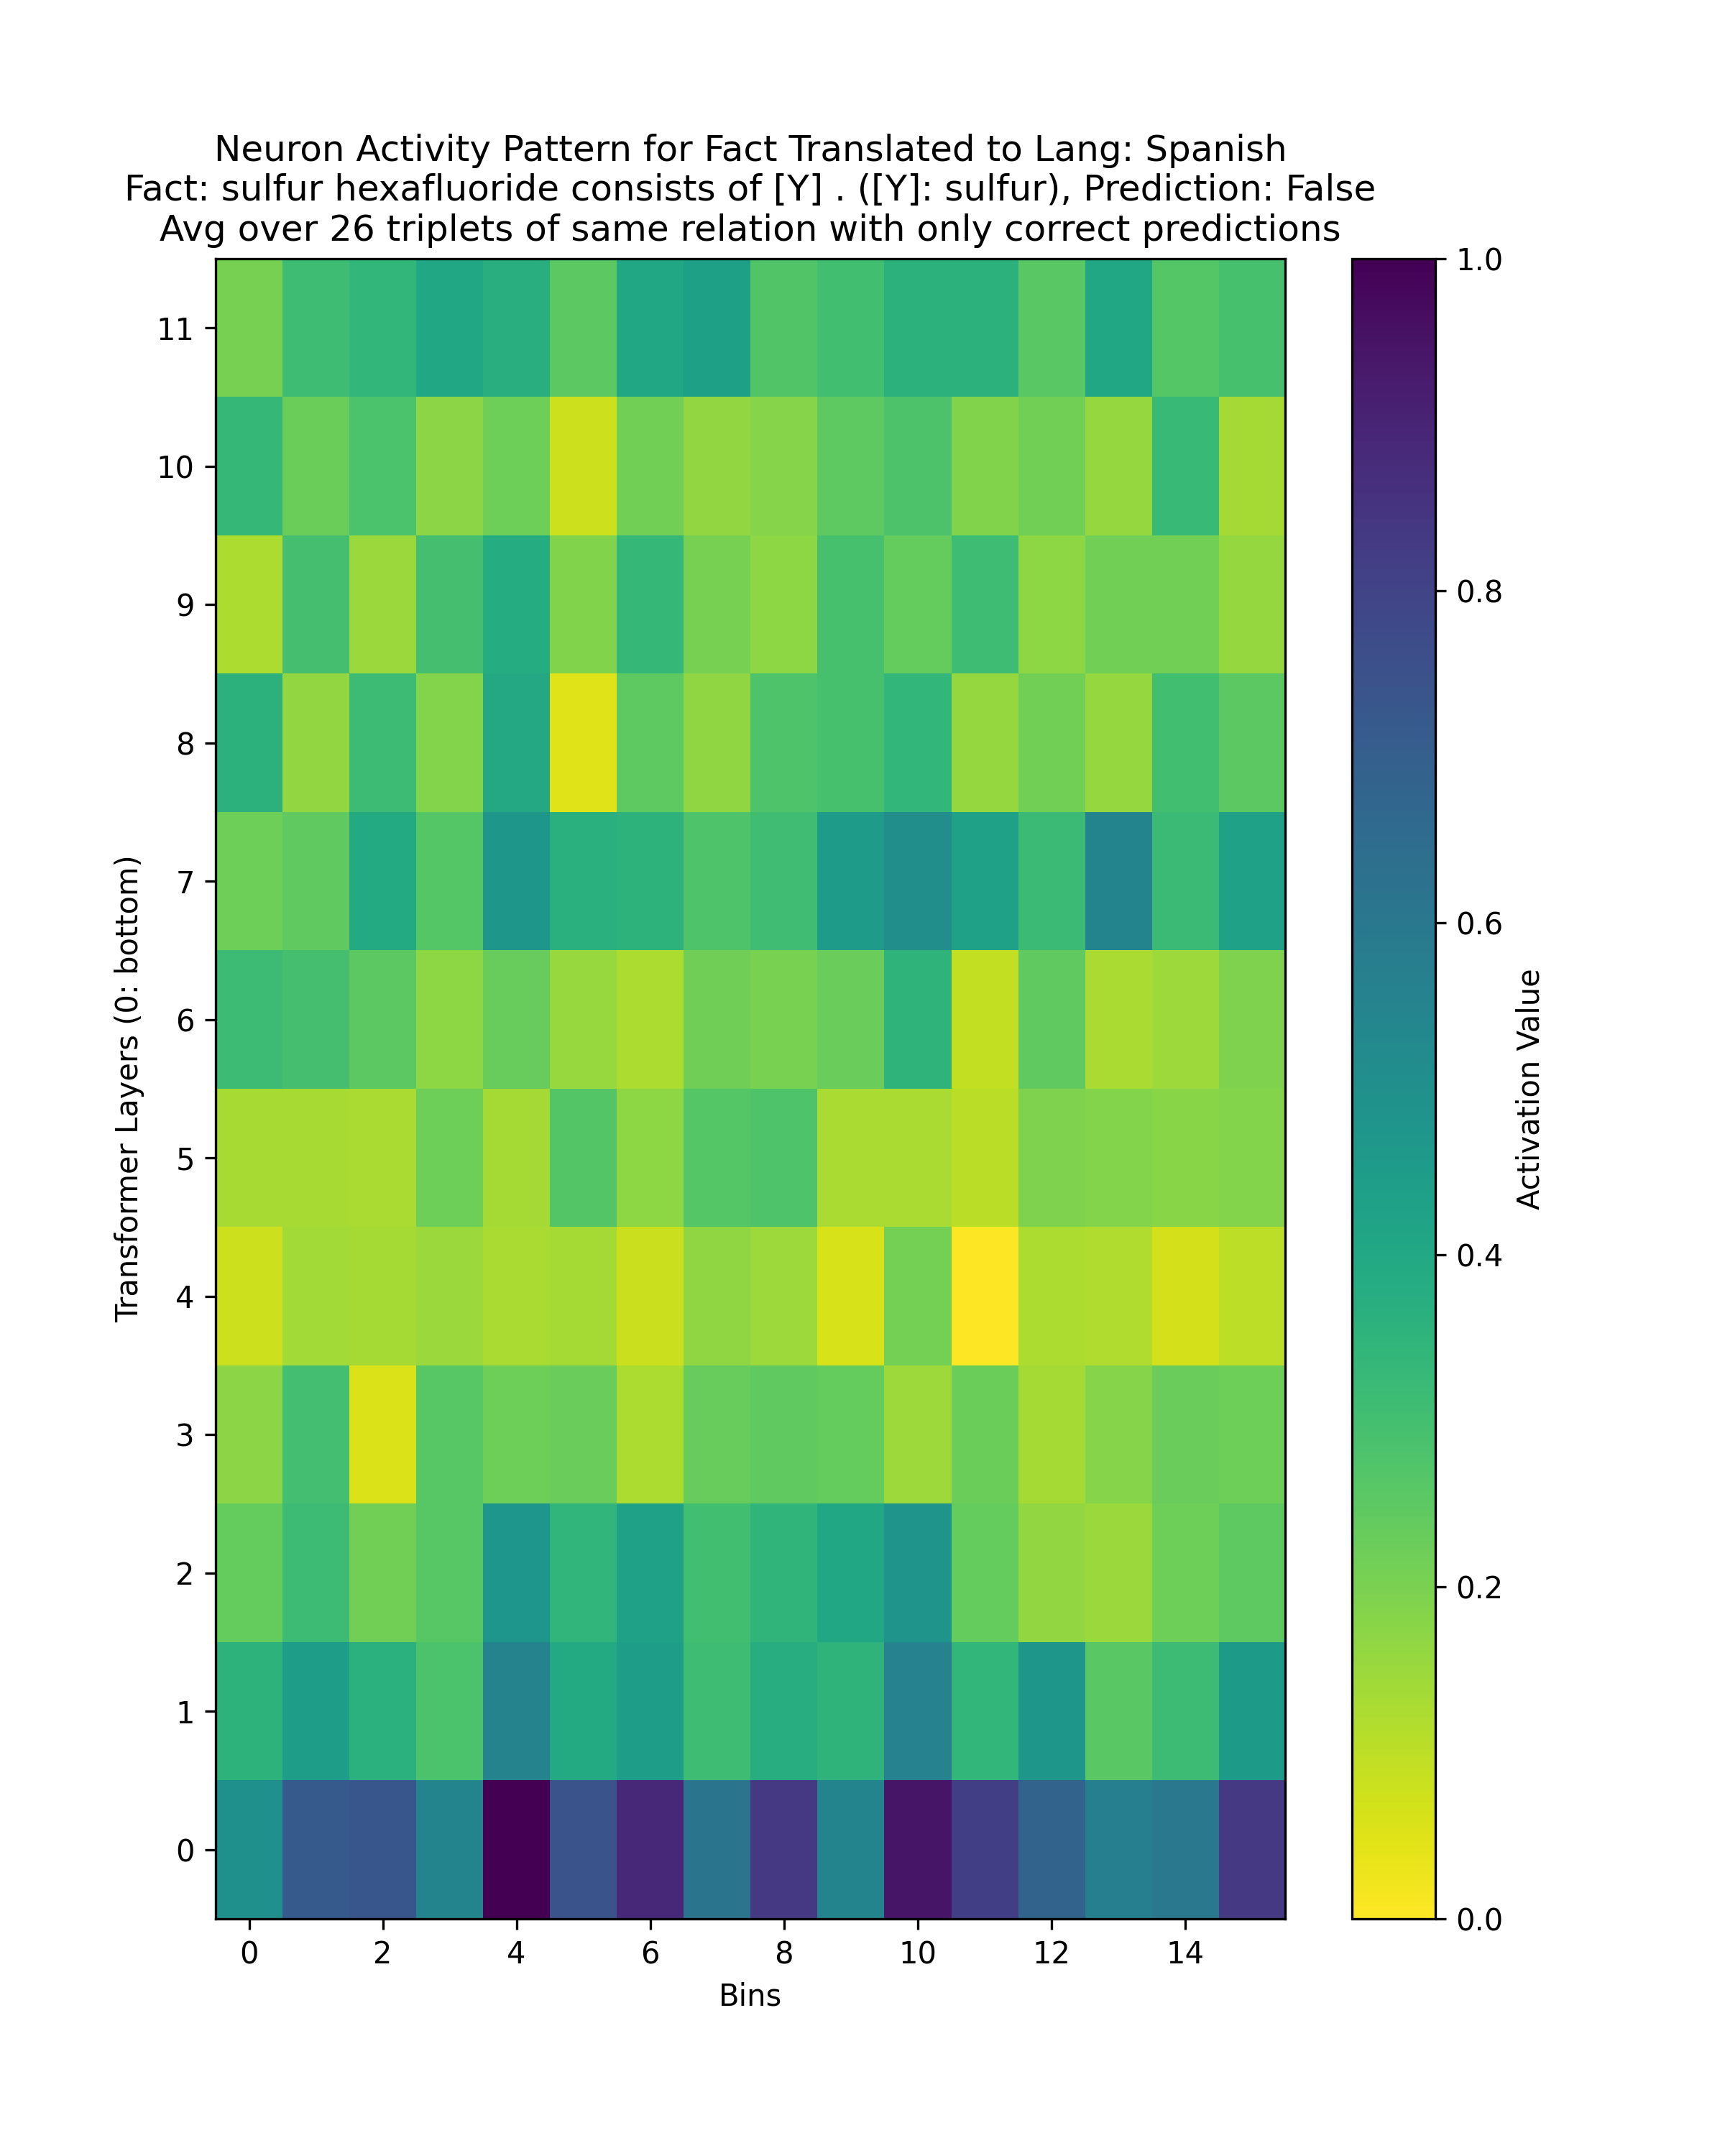 Neuron Activity Pattern for Fact Translated to Lang: Spanish
Fact: sulfur hexafluoride consists of [Y] . ([Y]: sulfur), Prediction: False
Avg over 26 triplets of same relation with only correct predictions
Transformer Layers (0: bottom)
11
10
9
8
7
6
5
4
3
2
1
0
0 2 4 6 8 10 12 14
Bins
1.0
0.8
0.6
0.4
0.2
0.0
Activation Value